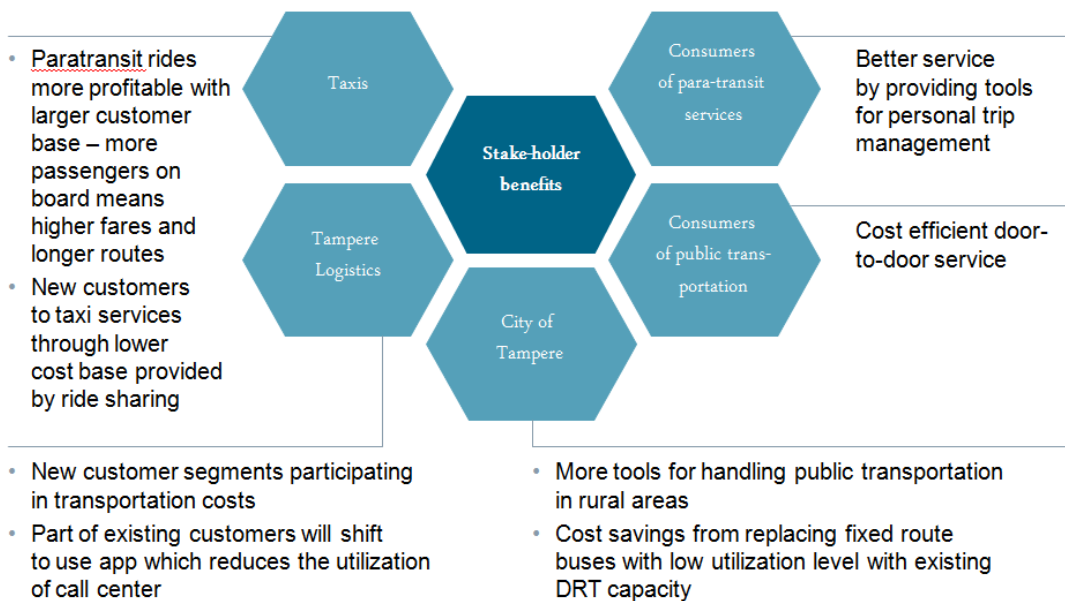 • Paratransit rides
more profitable with
larger customer
base – more
passengers on
board means
higher fares and
longer routes
• New customers
to taxi services
through lower
cost base provided
by ride sharing
Taxis
Consumers
of para-transit
services
Stake-holder
benefits
Tampere
Logistics
Consumers
of public trans-
portation
City of
Tampere
Better service
by providing tools
for personal trip
management
Cost efficient door-
to-door service
• New customer segments participating
in transportation costs
• Part of existing customers will shift
to use app which reduces the utilization
of call center
• More tools for handling public transportation
in rural areas
• Cost savings from replacing fixed route
buses with low utilization level with existing
DRT capacity